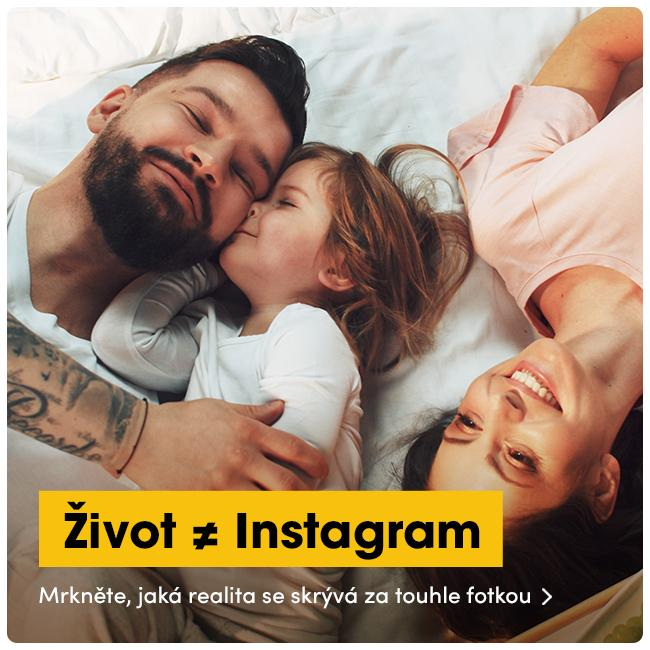 Život ≠ Instagram
Mrkněte, jaká realita se skrývá za touhle fotkou >